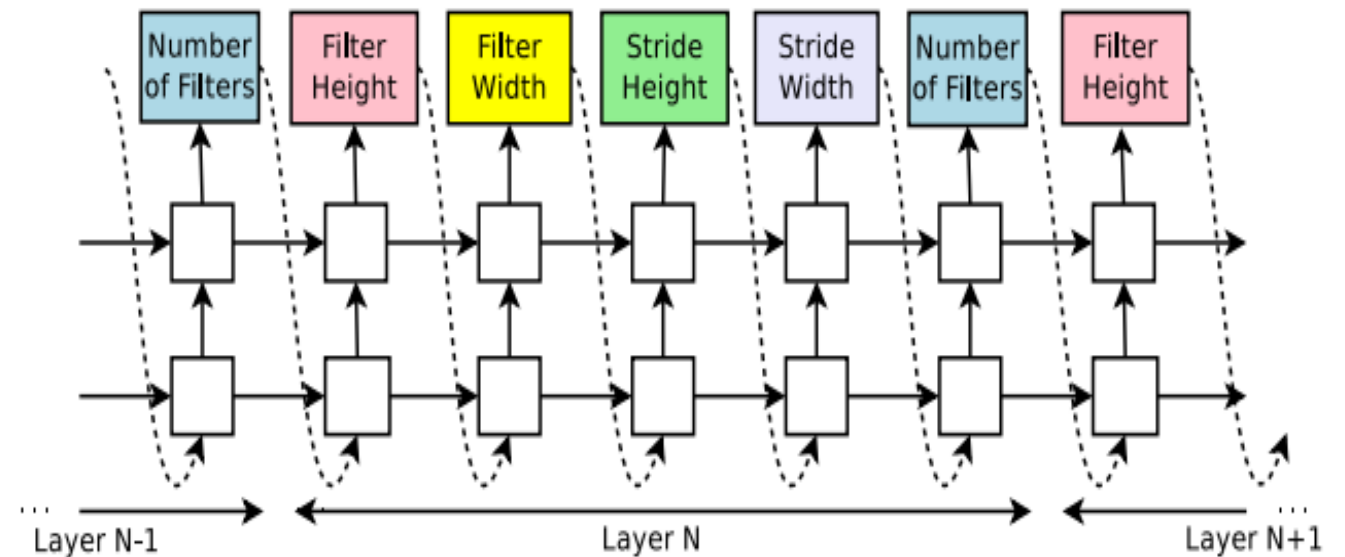 Number
of Filters
Filter
Height
Filter
Width
Stride
Height
Stride
Width
Number
of Filters
Filter
Height
...
Layer N-1
Layer N
...
Layer N+1